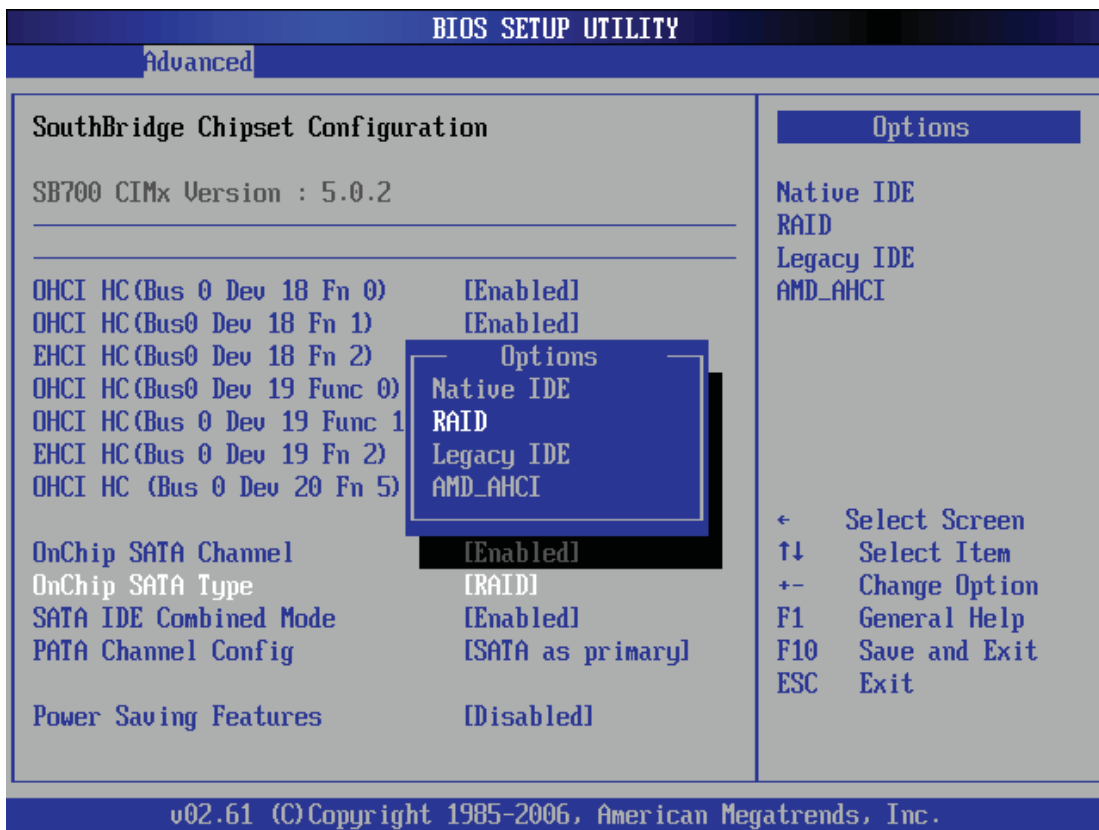 BIOS SETUP UTILITY
Advanced
SouthBridge Chipset Configuration
SB700 CIMx Version : 5.0.2
OHCI HC(Bus 0 Dev 18 Fn 0) [Enabled]
OHCI HC(Bus0 Dev 18 Fn 1) [Enabled]
EHCI HC(Bus0 Dev 18 Fn 2)
OHCI HC(Bus0 Dev 19 Func 0)
OHCI HC(Bus 0 Dev 19 Func 1
EHCI HC(Bus 0 Dev 19 Fn 2)
OHCI HC (Bus 0 Dev 20 Fn 5)
Options
Native IDE
RAID
Legacy IDE
AMD_AHCI
OnChip SATA Channel [Enabled]
OnChip SATA Type [RAID]
SATA IDE Combined Mode [Enabled]
PATA Channel Config [SATA as primary]
Power Saving Features [Disabled]
Options
Native IDE
RAID
Legacy IDE
AMD_AHCI
← Select Screen
↑↓ Select Item
+- Change Option
F1 General Help
F10 Save and Exit
ESC Exit
v02.61 (C)Copyright 1985-2006, American Megatrends, Inc.